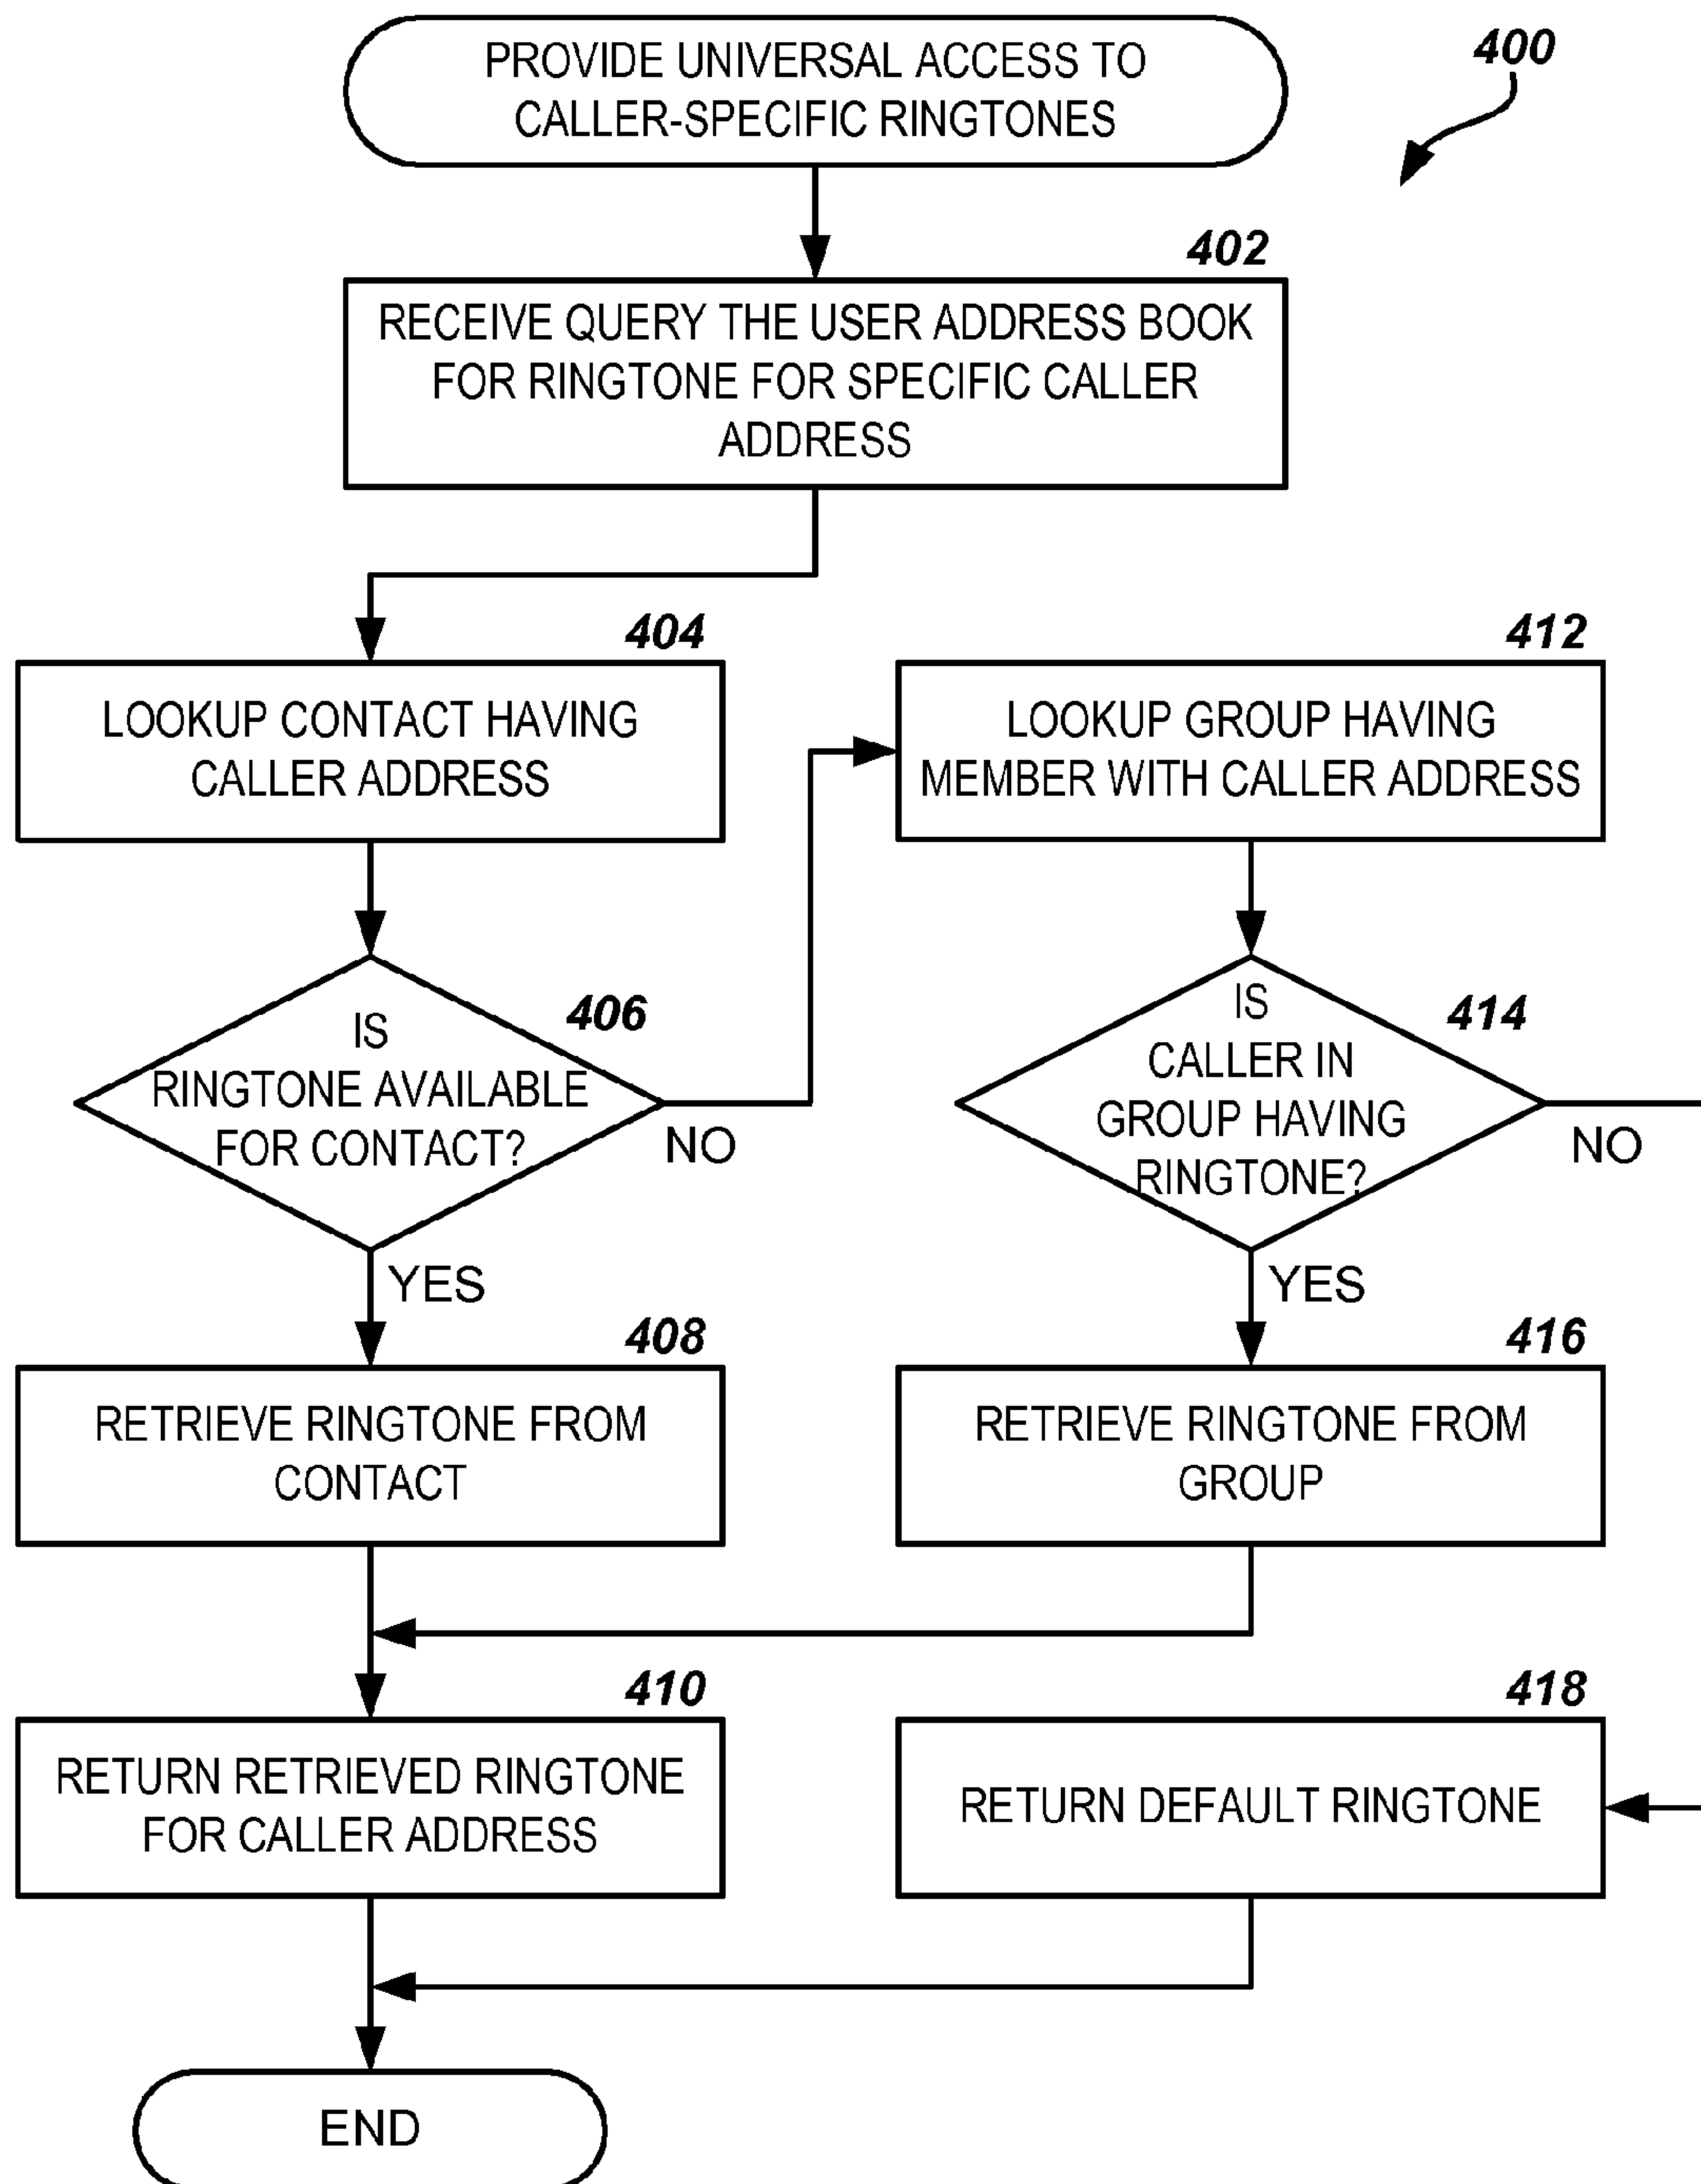 PROVIDE UNIVERSAL ACCESS TO
CALLER-SPECIFIC RINGTONES
400
402
RECEIVE QUERY THE USER ADDRESS BOOK
FOR RINGTONE FOR SPECIFIC CALLER
ADDRESS
404
LOOKUP CONTACT HAVING
CALLER ADDRESS
412
LOOKUP GROUP HAVING
MEMBER WITH CALLER ADDRESS
406
IS
RINGTONE AVAILABLE
FOR CONTACT?
NO
YES
414
IS
CALLER IN
GROUP HAVING
RINGTONE?
NO
YES
408
RETRIEVE RINGTONE FROM
CONTACT
416
RETRIEVE RINGTONE FROM
GROUP
410
RETURN RETRIEVED RINGTONE
FOR CALLER ADDRESS
418
RETURN DEFAULT RINGTONE
END